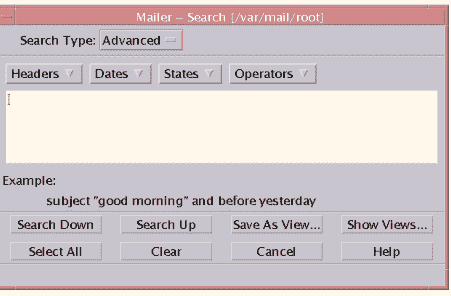 Mailer – Search [/var/mail/root]
Search Type: Advanced
Headers Dates States Operators
Example:
subject "good morning" and before yesterday
Search Down Search Up Save As View... Show Views...
Select All Clear Cancel Help